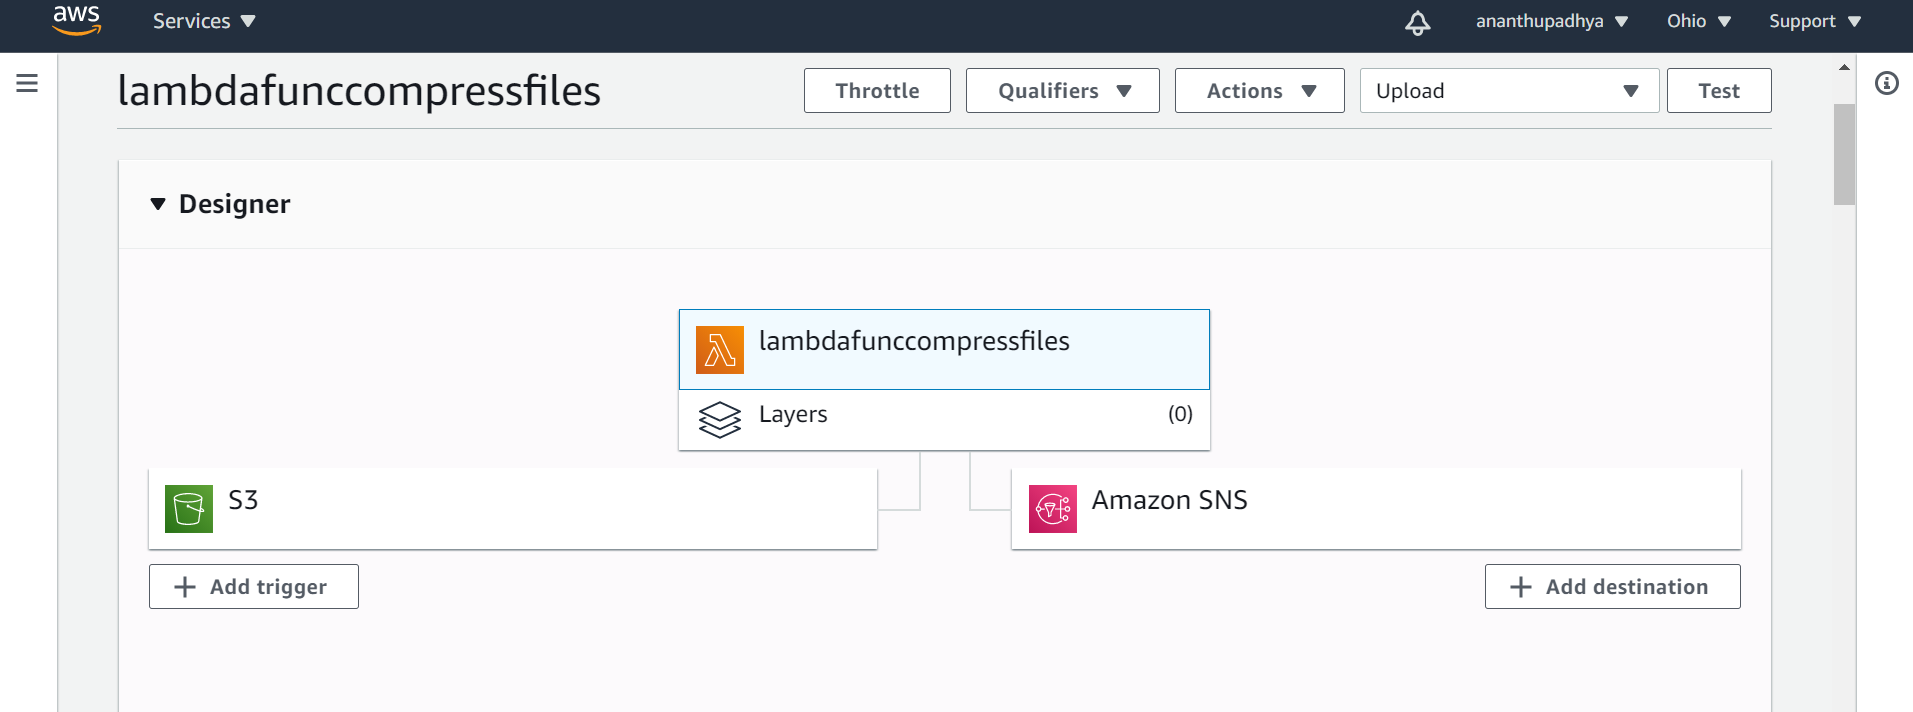 aws Services ananthupadhya Ohio Support
lambdafunccompressfiles Throttle Qualifiers Actions Upload Test
Designer
lambdafunccompressfiles
Layers (0)
S3 Amazon SNS
Add trigger Add destination